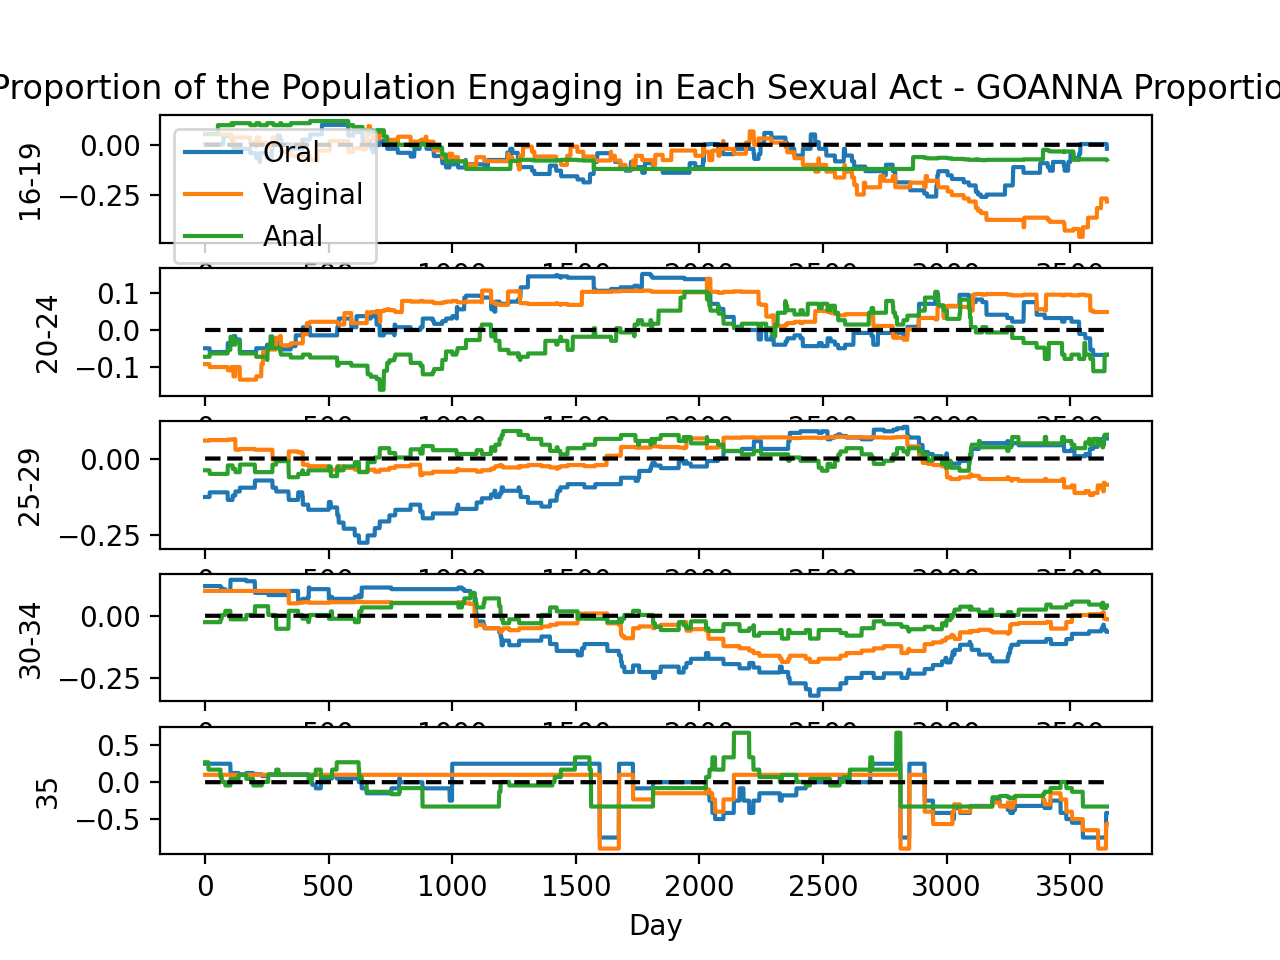 Proportion of the Population Engaging in Each Sexual Act - GOANNA Proportio
16-19
0.00
−0.25
Oral
Vaginal
Anal
20-24
0.1
0.0
−0.1
25-29
0.00
−0.25
30-34
0.00
−0.25
35
0.5
0.0
−0.5
0 500 1000 1500 2000 2500 3000 3500
Day